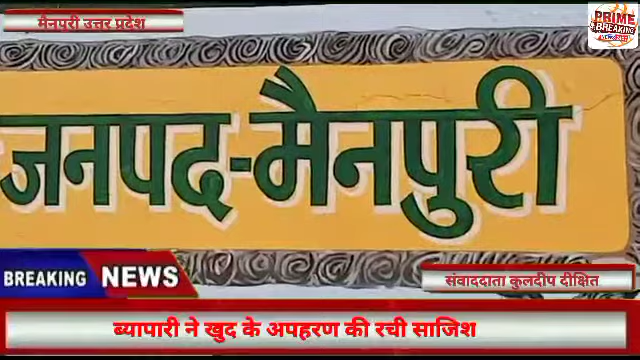 मैनपुरी उत्तर प्रदेश
PRIME
BREAKING
जनपद-मैनपुरी
BREAKING NEWS
संवाददाता कुलदीप दीक्षित
ब्यापारी ने खुद के अपहरण की रची साजिश